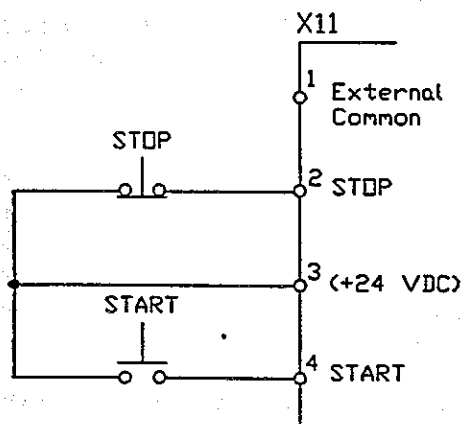 X11
1 External
Common
STOP
2 STOP
3 (+24 VDC)
START
4 START